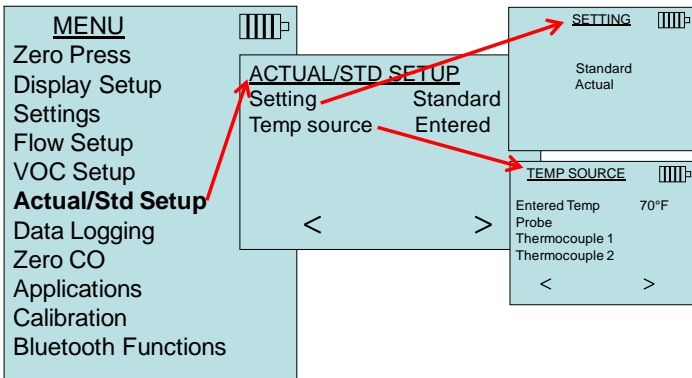 MENU
Zero Press
Display Setup
Settings
Flow Setup
VOC Setup
Actual/Std Setup
Data Logging
Zero CO
Applications
Calibration
Bluetooth Functions
ACTUAL/STD SETUP
Setting Standard
Temp source Entered
< >
SETTING
Standard
Actual
TEMP SOURCE
Entered Temp 70°F
Probe
Thermocouple 1
Thermocouple 2
< >